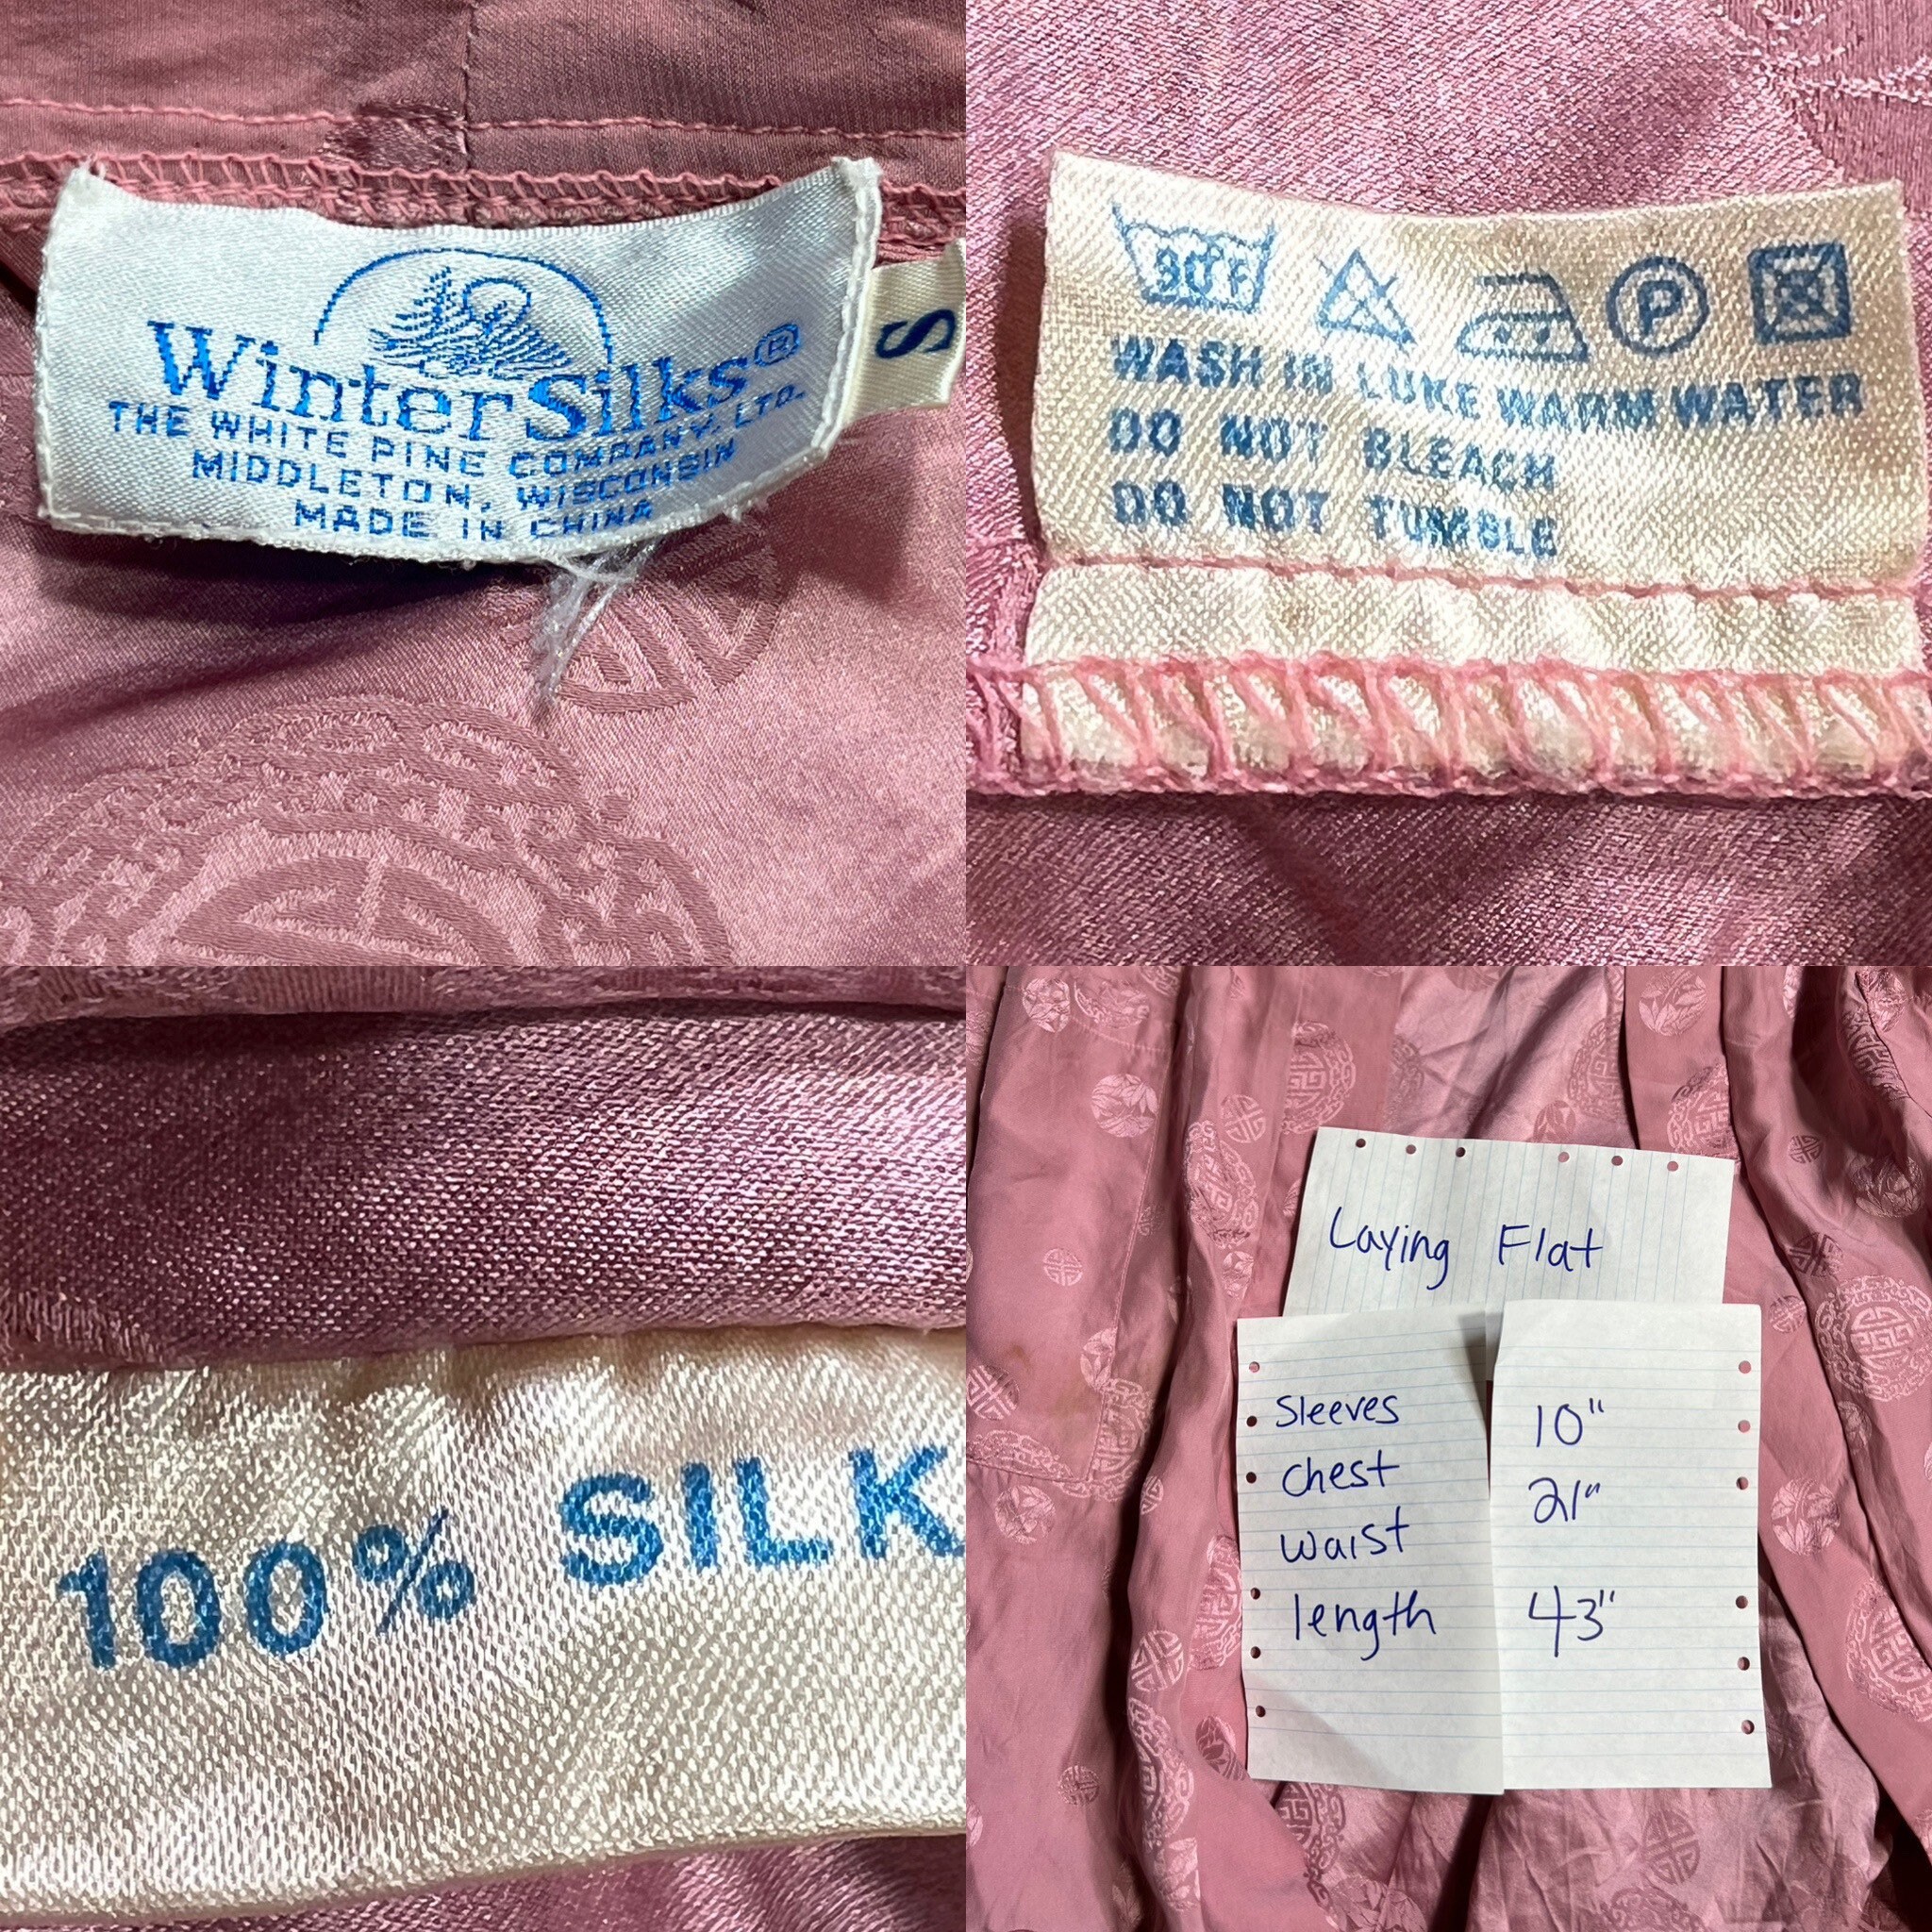 WinterSilks®
THE WHITE PINE COMPANY, LTD.
MIDDLETON, WISCONSIN
MADE IN CHINA
S
90°F
P
WASH IN LUKE WARM WATER
DO NOT BLEACH
DO NOT TUMBLE
100% SILK
Laying Flat
Sleeves 10"
Chest 21"
Waist
length 43"